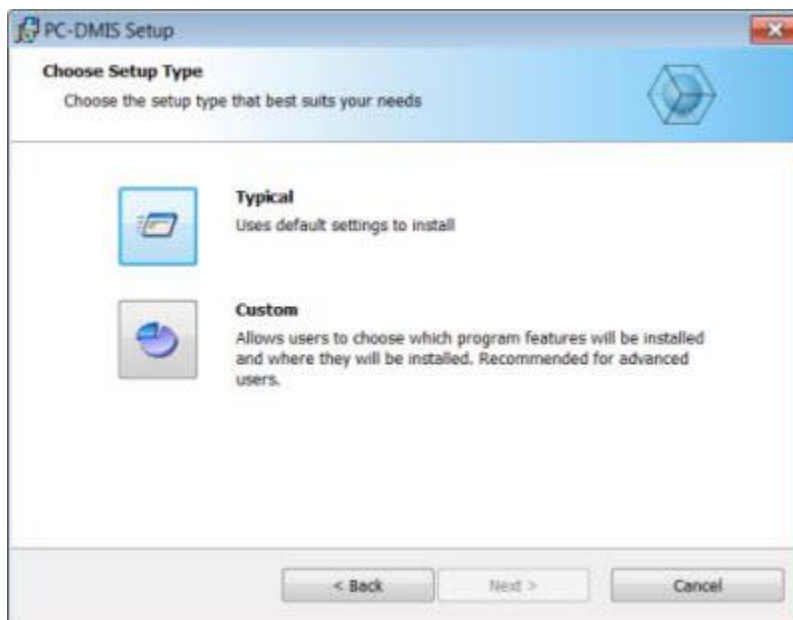 PC-DMIS Setup
Choose Setup Type
Choose the setup type that best suits your needs
Typical
Uses default settings to install
Custom
Allows users to choose which program features will be installed
and where they will be installed. Recommended for advanced
users.
< Back
Next >
Cancel